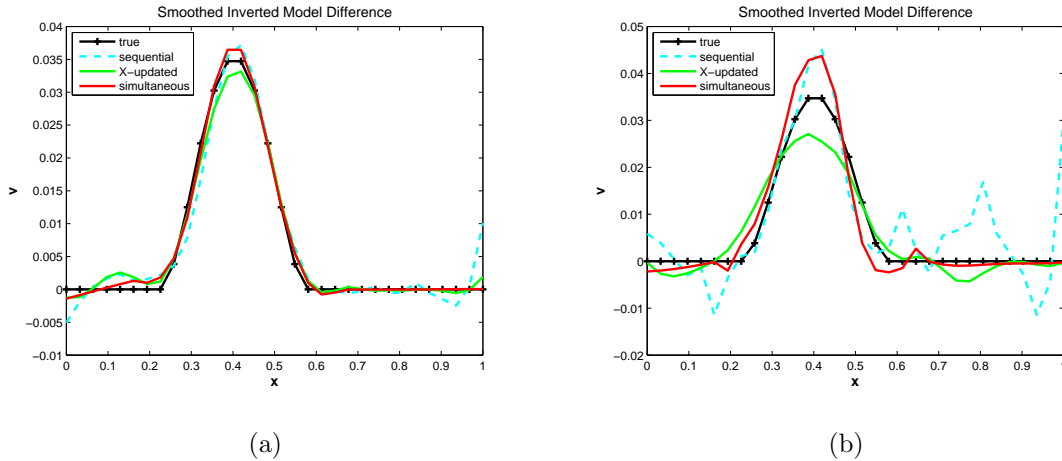 Smoothed Inverted Model Difference
true
sequential
X-updated
simultaneous
0.04
0.035
0.03
0.025
0.02
0.015
0.01
0.005
0
−0.005
−0.01
v
0 0.1 0.2 0.3 0.4 0.5 0.6 0.7 0.8 0.9 1
x
(a)
Smoothed Inverted Model Difference
true
sequential
X-updated
simultaneous
0.05
0.04
0.03
0.02
0.01
0
−0.01
−0.02
v
0 0.1 0.2 0.3 0.4 0.5 0.6 0.7 0.8 0.9 1
x
(b)